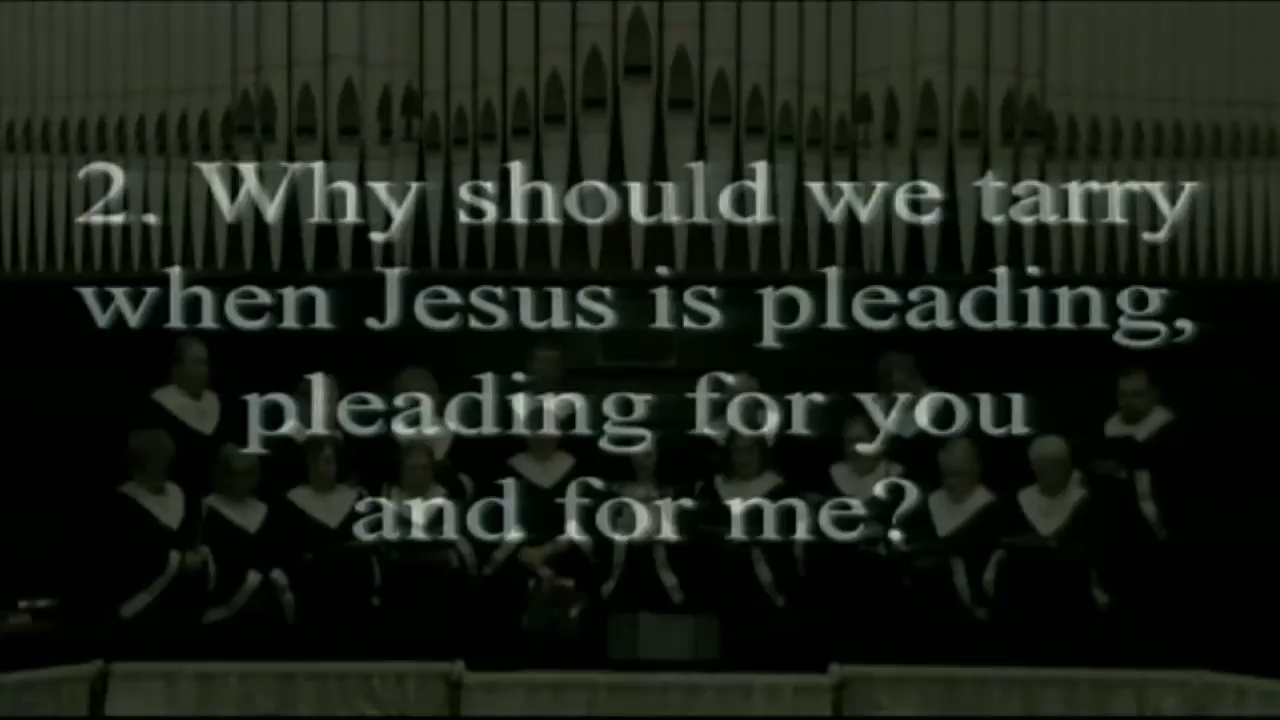 2. Why should we tarry
when Jesus is pleading,
pleading for you
and for me?